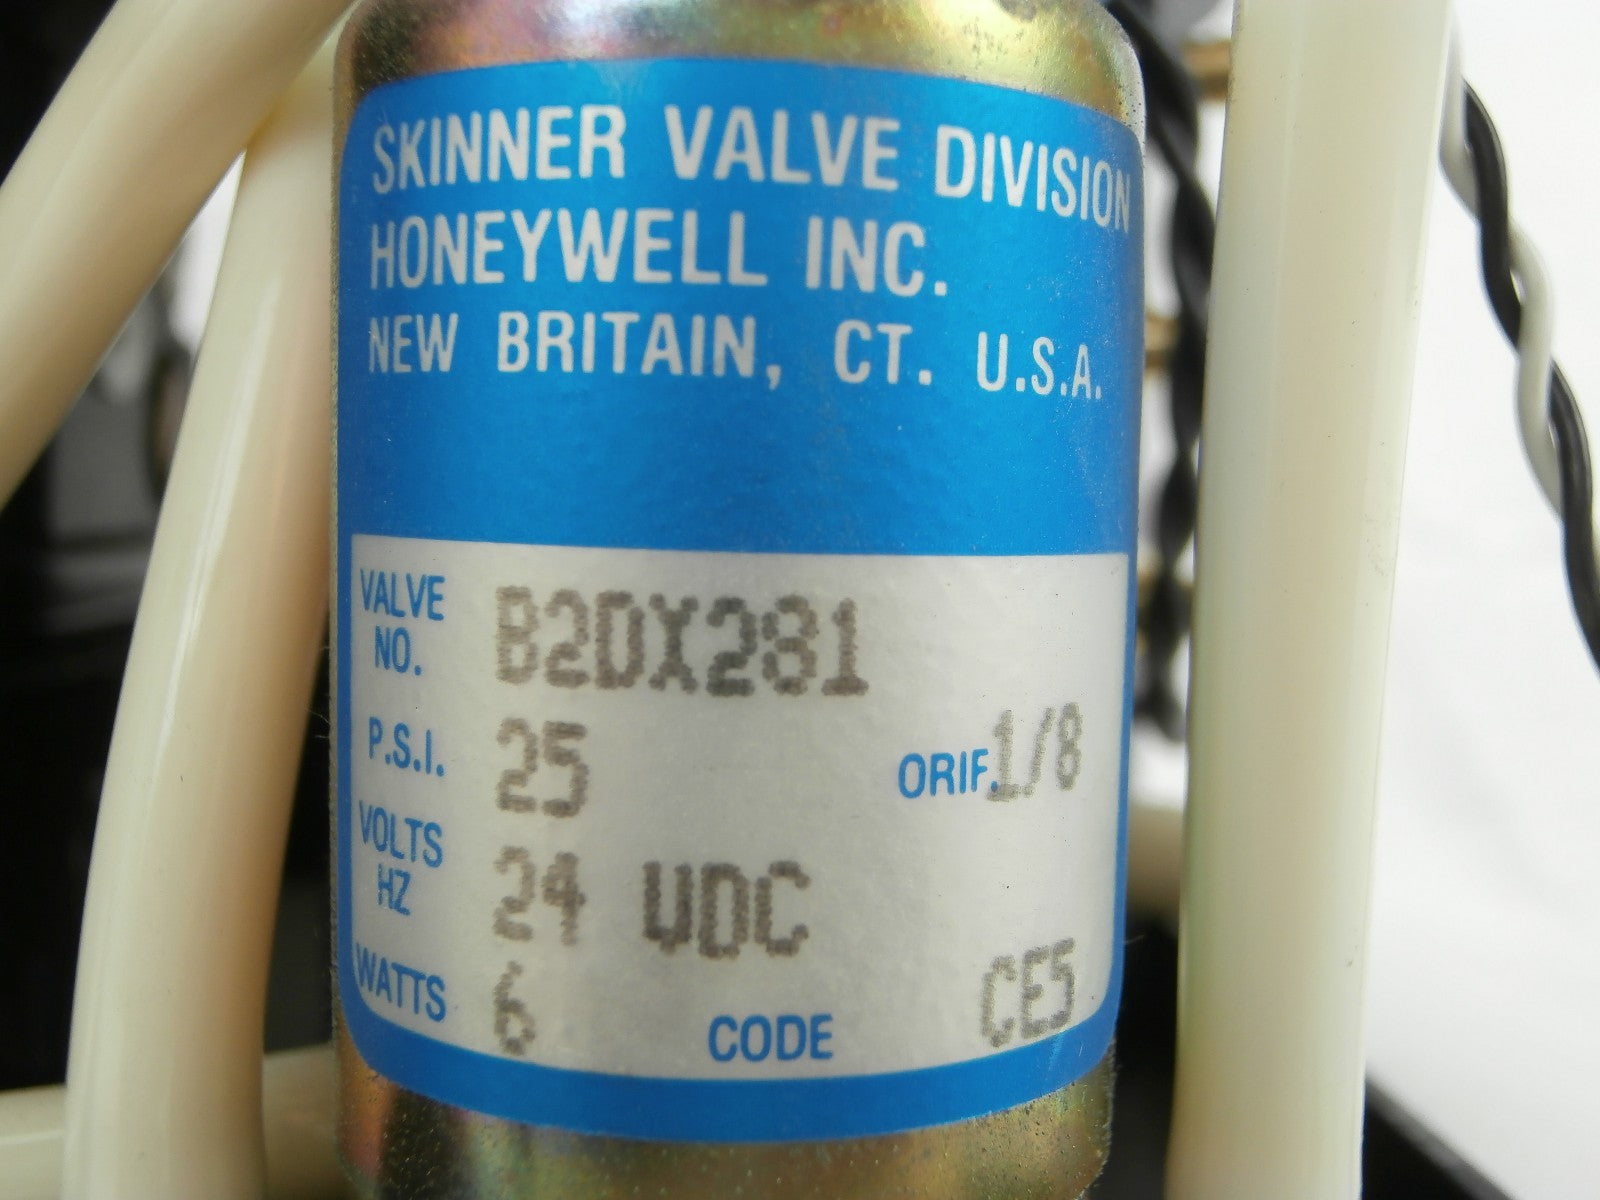 SKINNER VALVE DIVISION
HONEYWELL INC.
NEW BRITAIN, CT. U.S.A.
VALVE NO. B2DX281
P.S.I. 25 ORIF. 1/8
VOLTS HZ 24 VDC
WATTS 6 CODE CE5